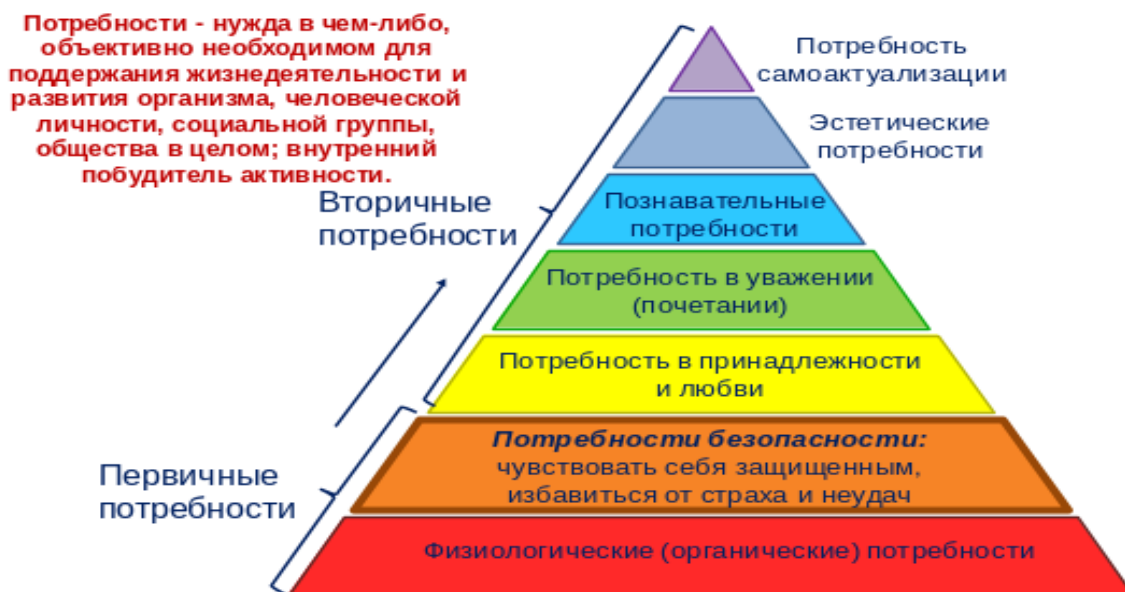 Потребности - нужда в чем-либо,
объективно необходимом для
поддержания жизнедеятельности и
развития организма, человеческой
личности, социальной группы,
общества в целом; внутренний
побудитель активности.
Потребность
самоактуализации
Эстетические
потребности
Вторичные
потребности
Познавательные
потребности
Потребность в уважении
(почетании)
Потребность в принадлежности
и любви
Первичные
потребности
Потребности безопасности:
чувствовать себя защищенным,
избавиться от страха и неудач
Физиологические (органические) потребности